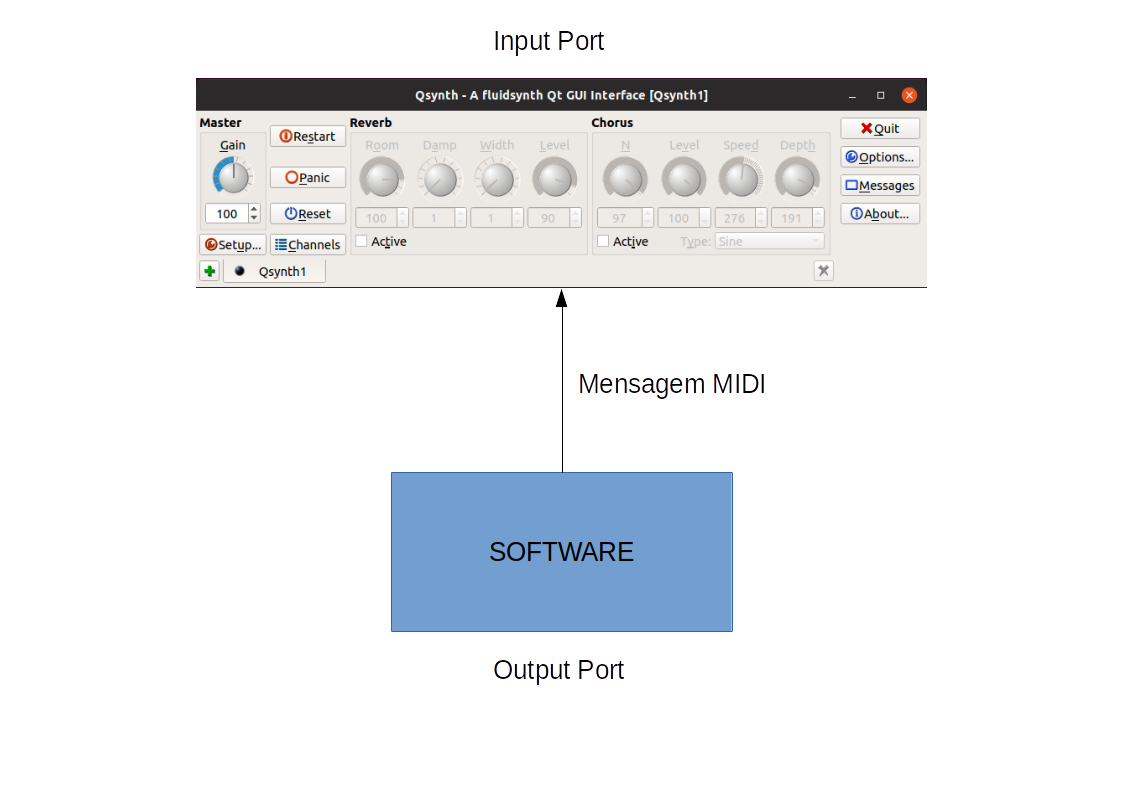 Input Port
Qsynth - A fluidsynth Qt GUI Interface [Qsynth1]
Master
Reverb
Chorus
Gain
Restart
Room
Damp
Width
Level
N
Level
Speed
Depth
Quit
Options...
Panic
Messages
100
Reset
100
1
1
90
97
100
276
191
About...
Setup...
Channels
Active
Active
Type:
Sine
Qsynth1
Mensagem MIDI
SOFTWARE
Output Port